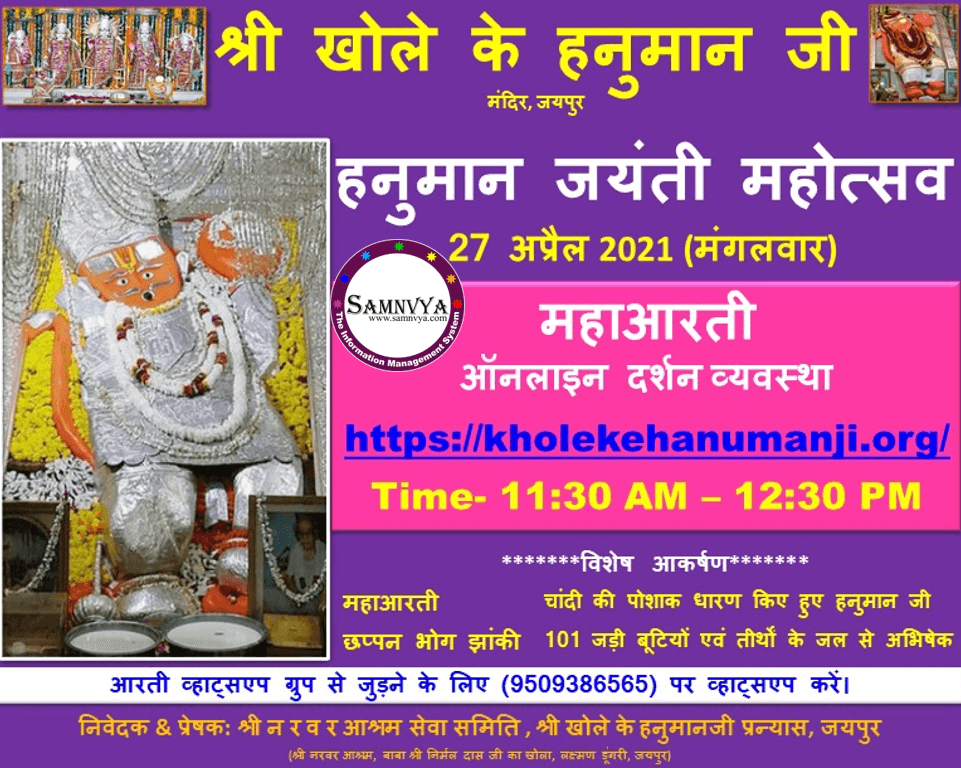 श्री खोले के हनुमान जी
मंदिर, जयपुर
हनुमान जयंती महोत्सव
27 अप्रैल 2021 (मंगलवार)
SAMNVYA
www.samnvya.com
The Information Management System
महाआरती
ऑनलाइन दर्शन व्यवस्था
https://kholekehanumanji.org/
Time- 11:30 AM – 12:30 PM
*******विशेष आकर्षण*******
महाआरती चांदी की पोशाक धारण किए हुए हनुमान जी
छप्पन भोग झांकी 101 जड़ी बूटियों एवं तीर्थो के जल से अभिषेक
आरती व्हाट्सएप ग्रुप से जुड़ने के लिए (9509386565) पर व्हाट्सएप करें।
निवेदक & प्रेषक: श्री न र व र आश्रम सेवा समिति , श्री खोले के हनुमानजी प्रन्यास, जयपुर
(श्री नरवर आश्रम, बाबा श्री निर्मल दास जी का खोला, लक्ष्मण डूंगरी, जयपुर)